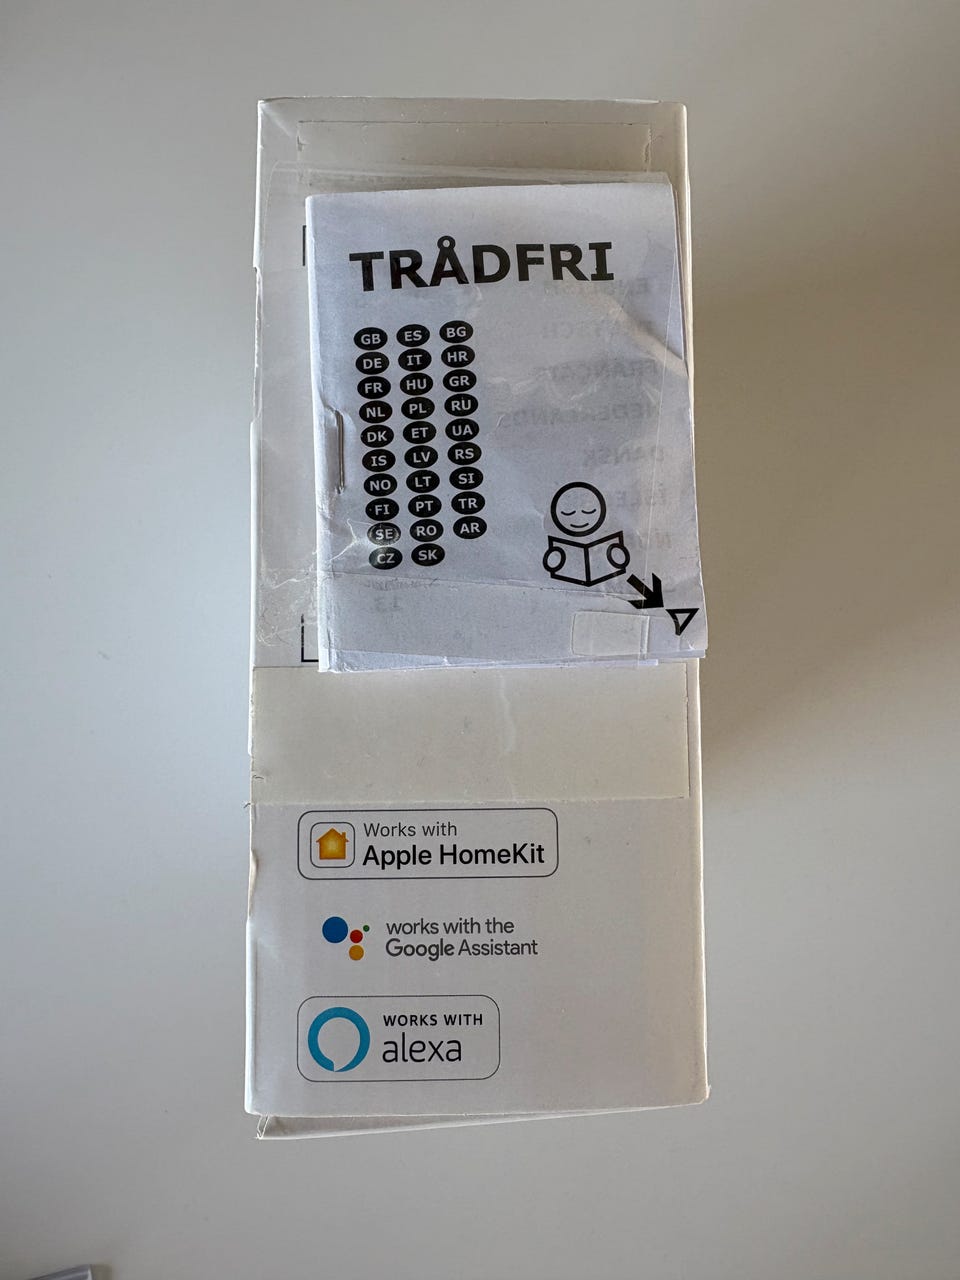 TRÅDFRI
GB ES BG
DE IT HR
FR HU GR
NL PL RU
DK ET UA
IS LV RS
NO LT SI
FI PT TR
SE RO AR
CZ SK
Works with
Apple HomeKit
works with the
Google Assistant
WORKS WITH
alexa